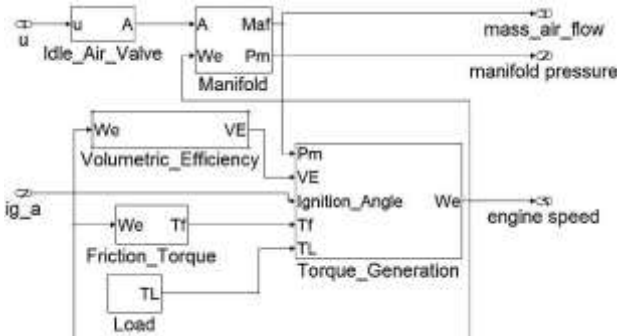 u A
A Maf
mass_air_flow
u
Idle_Air_Valve
We Pm
manifold pressure
Manifold
We VE
Volumetric_Efficiency
Pm
VE
ig_a
Ignition_Angle We
engine speed
We Tf
Tf
Friction_Torque
TL
Torque_Generation
TL
Load